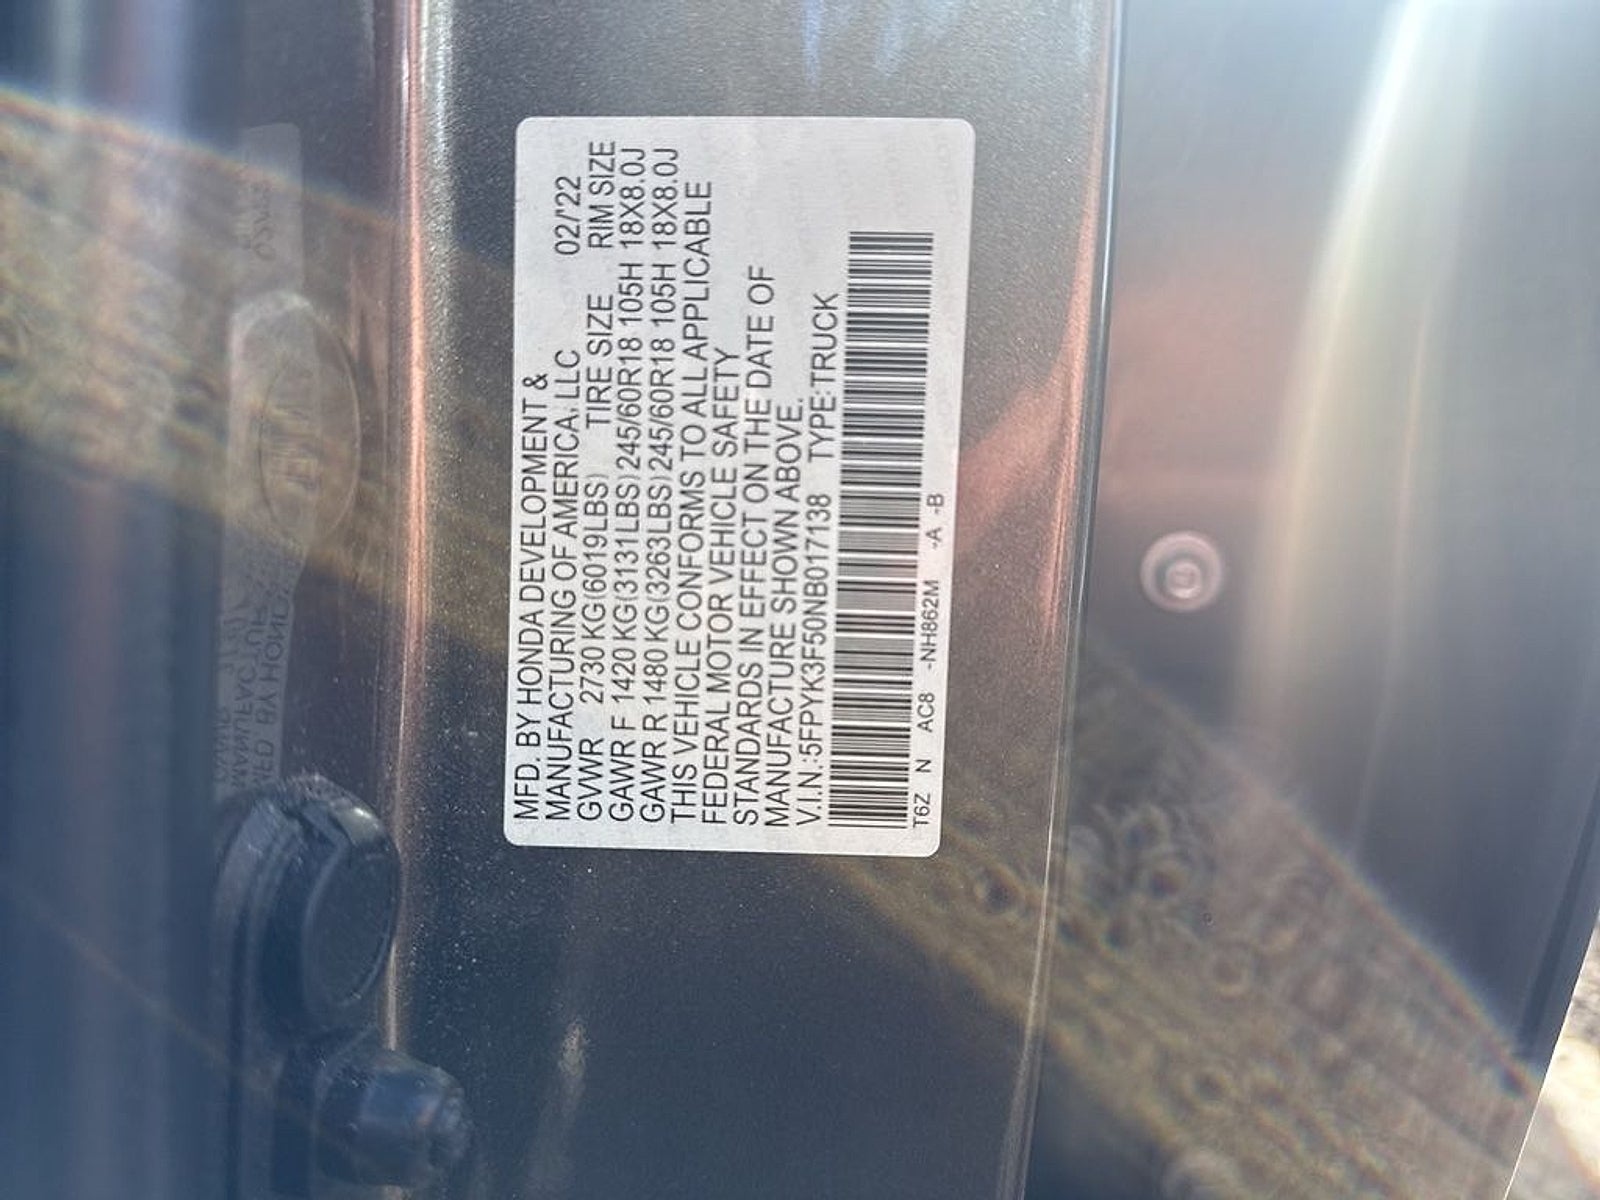 MFD. BY HONDA DEVELOPMENT &
MANUFACTURING OF AMERICA, LLC 02/'22
GVWR 2730 KG(6019LBS) TIRE SIZE RIM SIZE
GAWR F 1420 KG(3131LBS) 245/60R18 105H 18X8.0J
GAWR R 1480 KG(3263LBS) 245/60R18 105H 18X8.0J
THIS VEHICLE CONFORMS TO ALL APPLICABLE
FEDERAL MOTOR VEHICLE SAFETY
STANDARDS IN EFFECT ON THE DATE OF
MANUFACTURE SHOWN ABOVE.
V.I.N.:5FPYK3F50NB017138 TYPE:TRUCK
T6Z N AC8 -NH862M -A -B